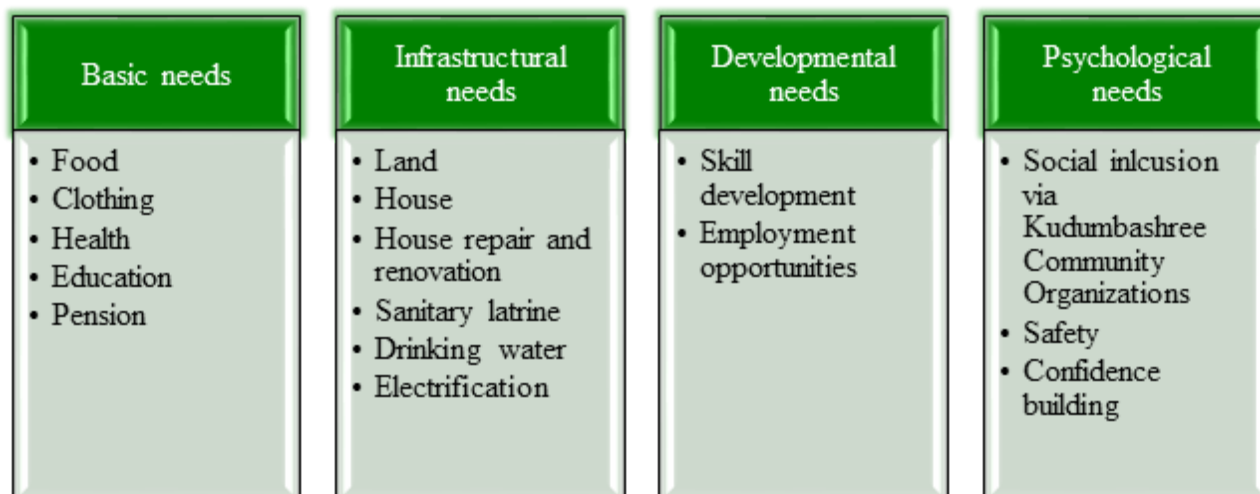 Basic needs
• Food
• Clothing
• Health
• Education
• Pension
Infrastructural
needs
• Land
• House
• House repair and
renovation
• Sanitary latrine
• Drinking water
• Electrification
Developmental
needs
• Skill
development
• Employment
opportunities
Psychological
needs
• Social inlcusion
via
Kudumbashree
Community
Organizations
• Safety
• Confidence
building